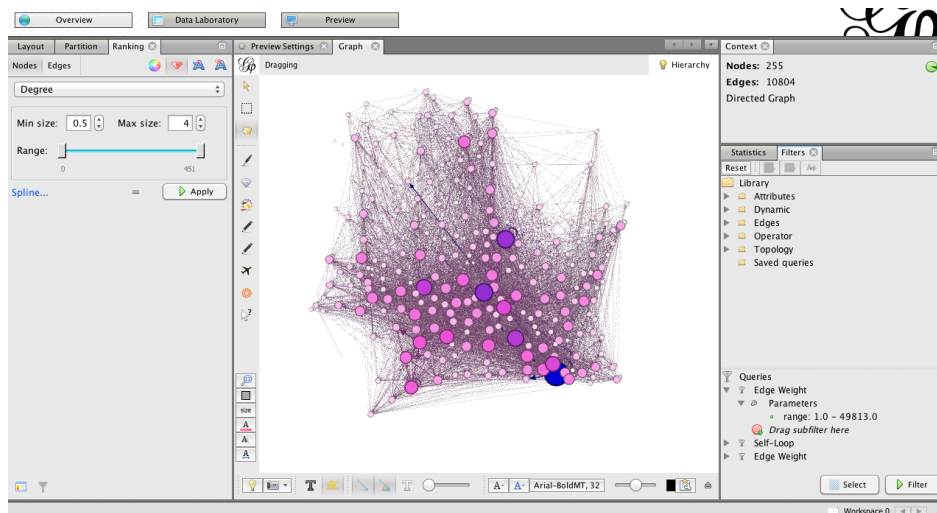 Overview Data Laboratory Preview
Layout Partition Ranking
Nodes Edges
Degree
Min size: 0.5 Max size: 4
Range:
0 451
Spline... = Apply
Preview Settings Graph
Dragging Hierarchy
size
A
A
A
T T A- A- Arial-BoldMT, 32
Context
Nodes: 255
Edges: 10804
Directed Graph
Statistics Filters
Reset
Library
Attributes
Dynamic
Edges
Operator
Topology
Saved queries
Queries
Edge Weight
Parameters
range: 1.0 - 49813.0
Drag subfilter here
Self-Loop
Edge Weight
Select Filter
Workspace 0